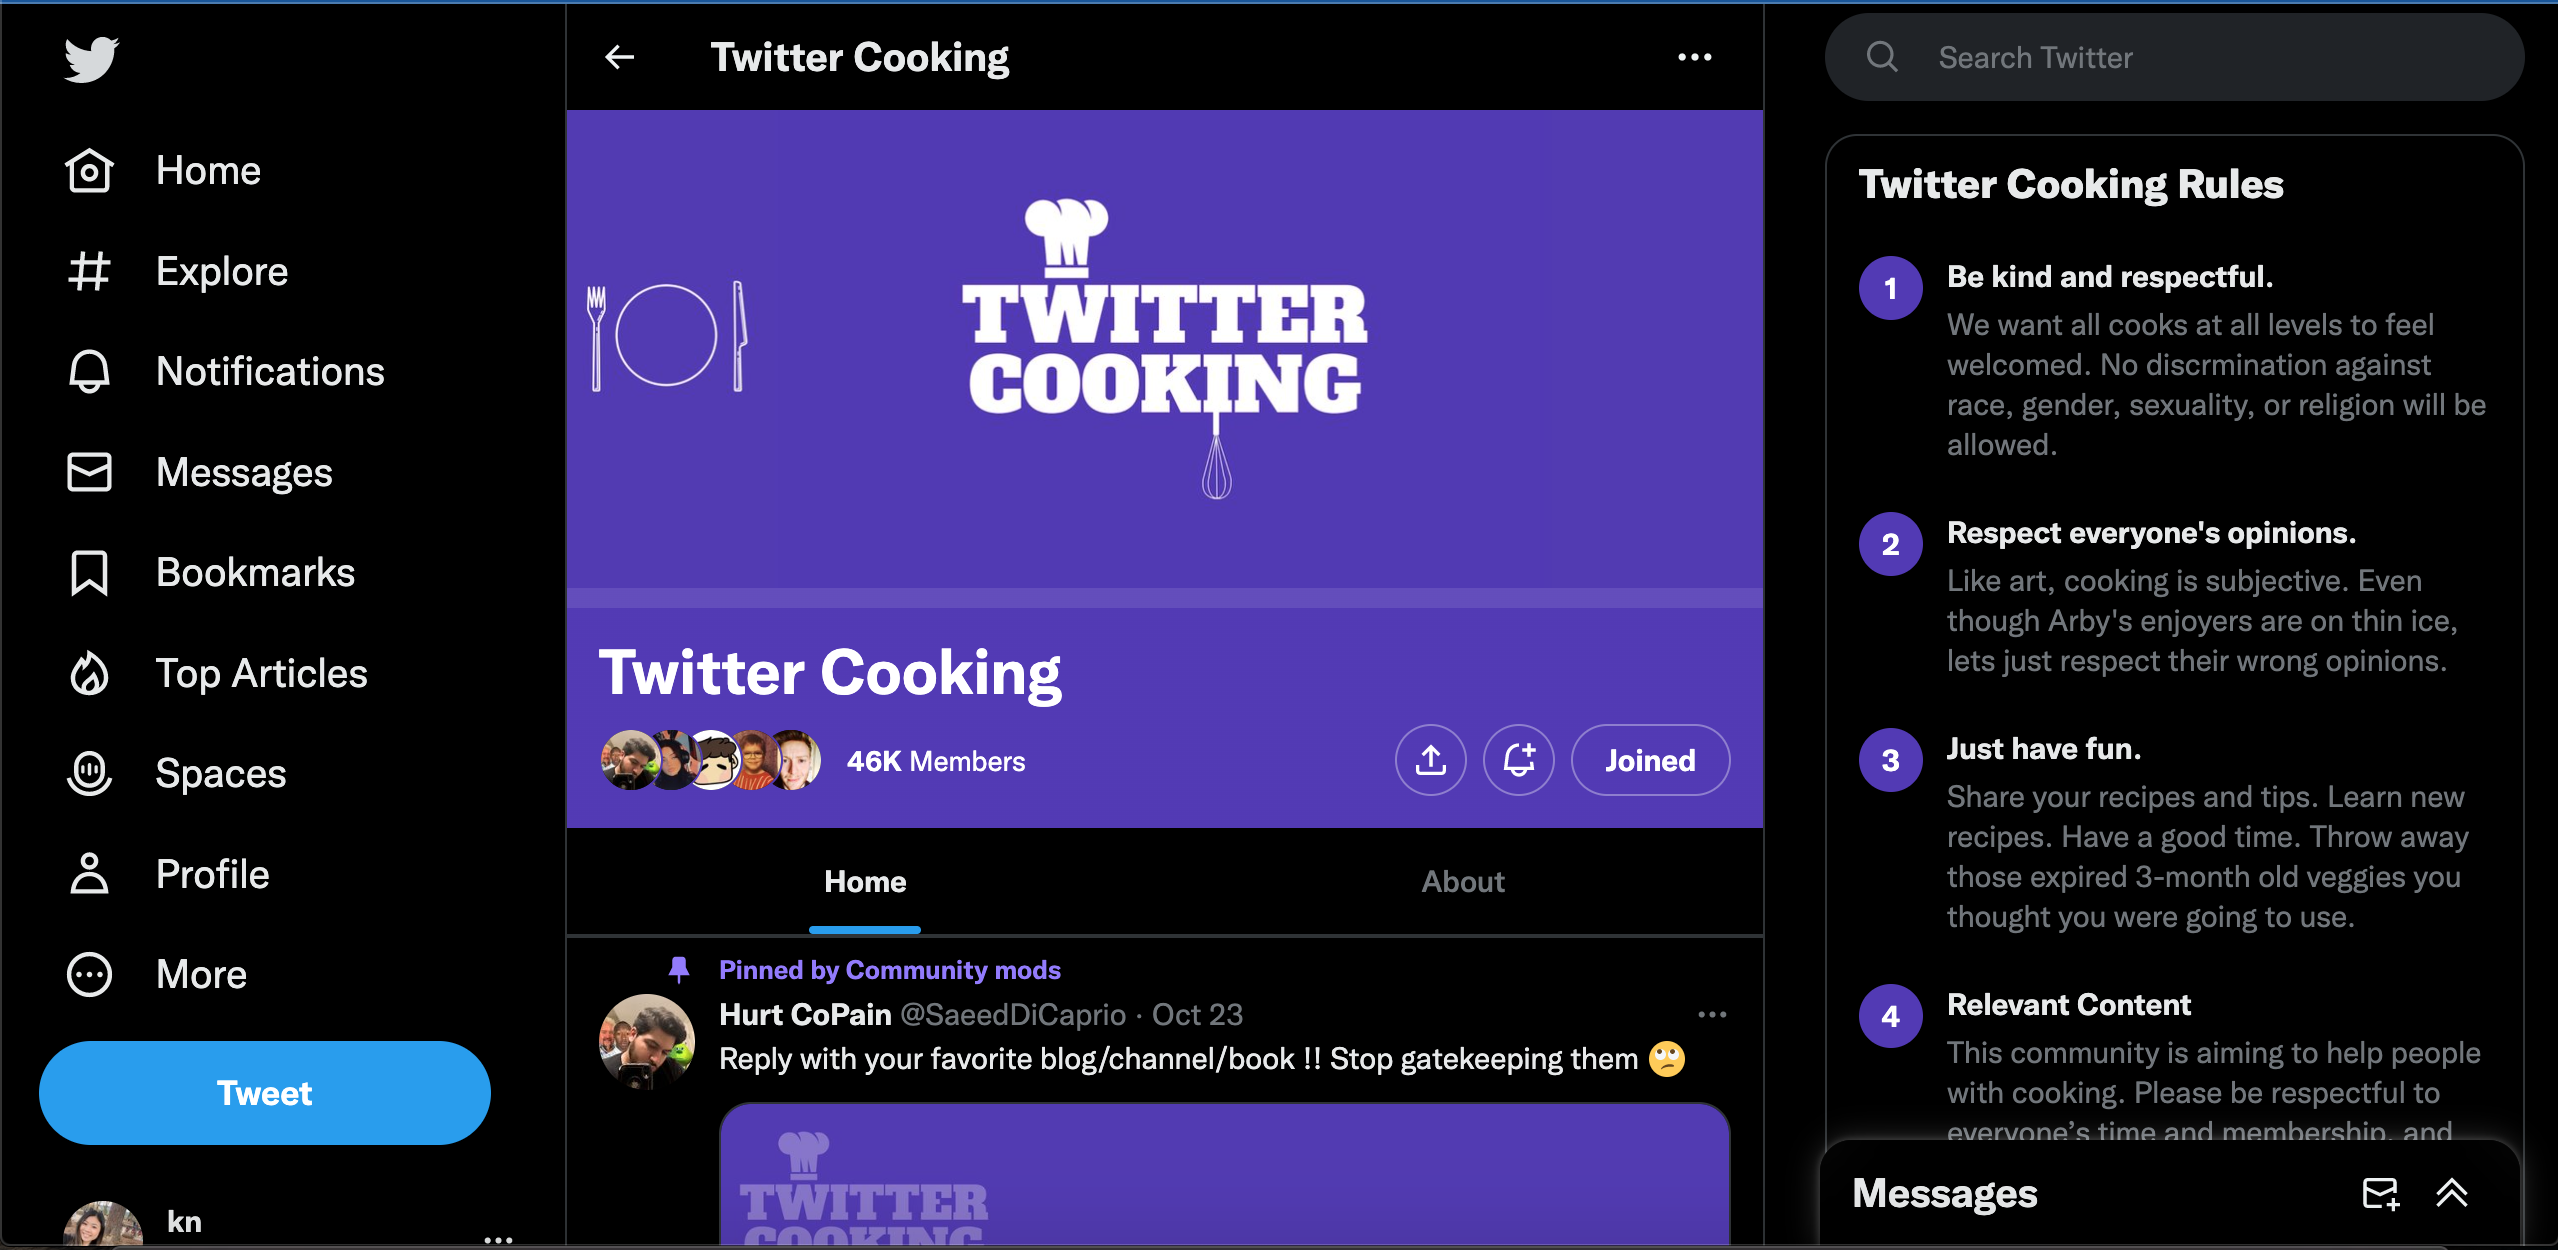 Home
Explore
Notifications
Messages
Bookmarks
Top Articles
Spaces
Profile
More
Tweet
kn
Twitter Cooking
TWITTER
COOKING
Twitter Cooking
46K Members
Joined
Home
About
Pinned by Community mods
Hurt CoPain @SaeedDiCaprio · Oct 23
Reply with your favorite blog/channel/book !! Stop gatekeeping them 🙄
TWITTER
COOKING
Search Twitter
Twitter Cooking Rules
1
Be kind and respectful.
We want all cooks at all levels to feel
welcomed. No discrmination against
race, gender, sexuality, or religion will be
allowed.
2
Respect everyone's opinions.
Like art, cooking is subjective. Even
though Arby's enjoyers are on thin ice,
lets just respect their wrong opinions.
3
Just have fun.
Share your recipes and tips. Learn new
recipes. Have a good time. Throw away
those expired 3-month old veggies you
thought you were going to use.
4
Relevant Content
This community is aiming to help people
with cooking. Please be respectful to
everyone’s time and membership, and
Messages